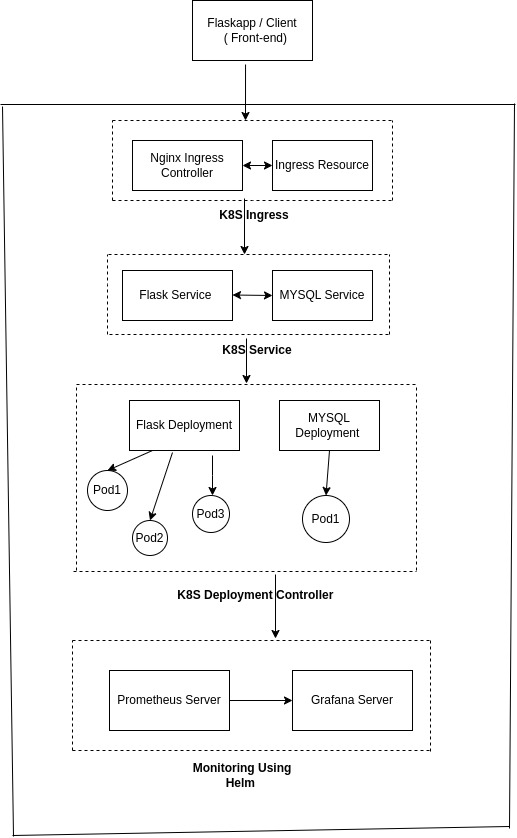 Flaskapp / Client
( Front-end)
Nginx Ingress
Controller
Ingress Resource
K8S Ingress
Flask Service
MYSQL Service
K8S Service
Flask Deployment
MYSQL
Deployment
Pod1
Pod2
Pod3
Pod1
K8S Deployment Controller
Prometheus Server
Grafana Server
Monitoring Using
Helm